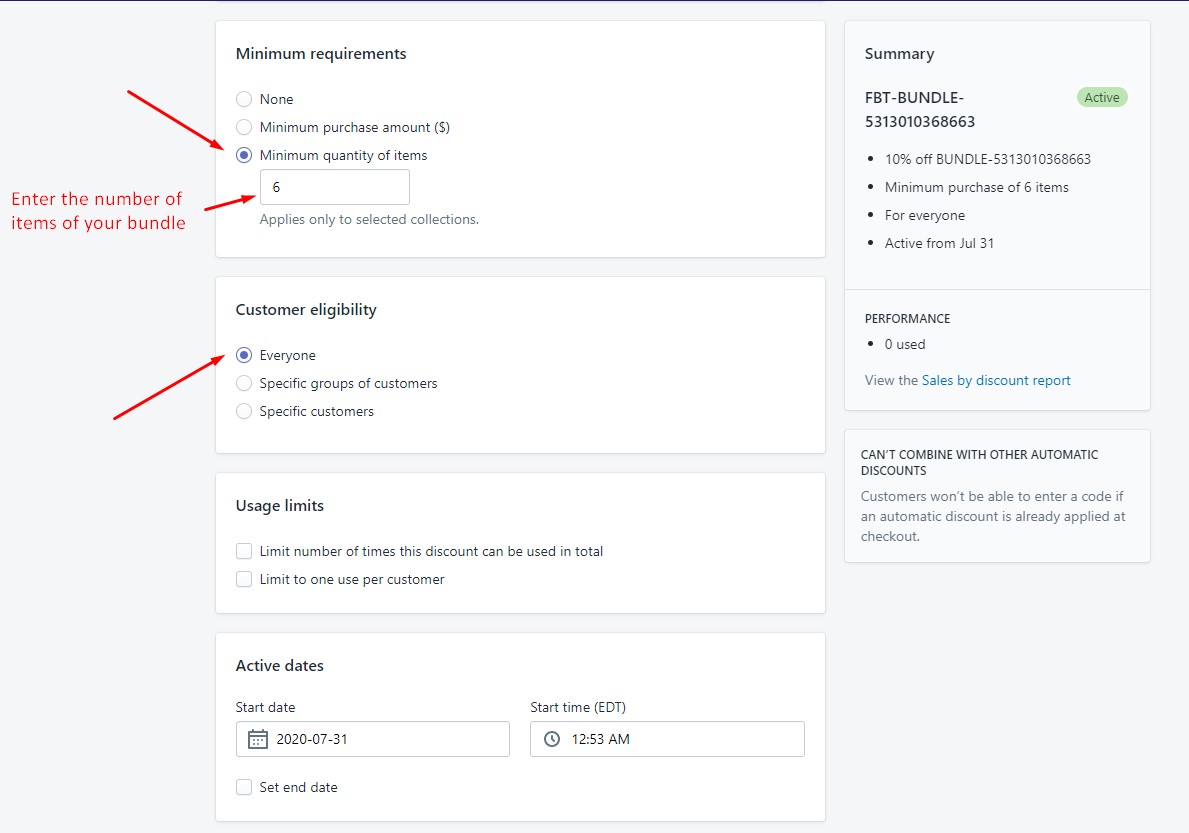 Minimum requirements
None
Minimum purchase amount ($)
Minimum quantity of items
6
Applies only to selected collections.
Enter the number of
items of your bundle
Customer eligibility
Everyone
Specific groups of customers
Specific customers
Usage limits
Limit number of times this discount can be used in total
Limit to one use per customer
Active dates
Start date
Start time (EDT)
2020-07-31
12:53 AM
Set end date
Summary
FBT-BUNDLE-
5313010368663
Active
10% off BUNDLE-5313010368663
Minimum purchase of 6 items
For everyone
Active from Jul 31
PERFORMANCE
0 used
View the Sales by discount report
CAN'T COMBINE WITH OTHER AUTOMATIC
DISCOUNTS
Customers won't be able to enter a code if
an automatic discount is already applied at
checkout.